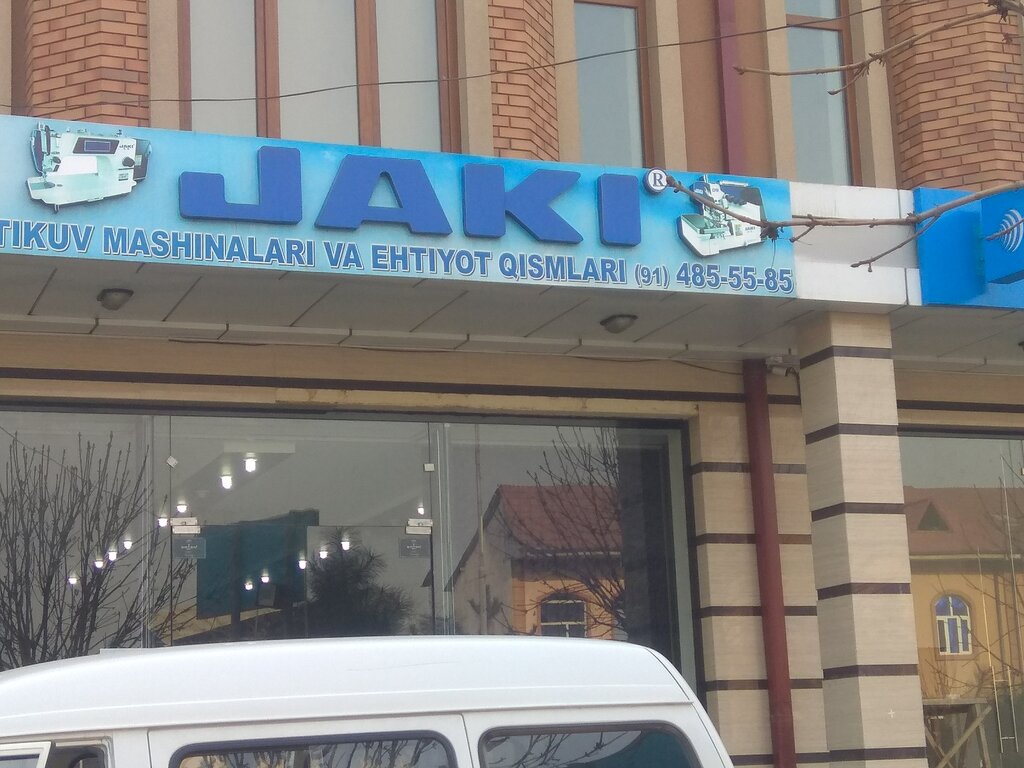 JAKI ®
TIKUV MASHINALARI VA EHTIYOT QISMLARI (91) 485-55-85